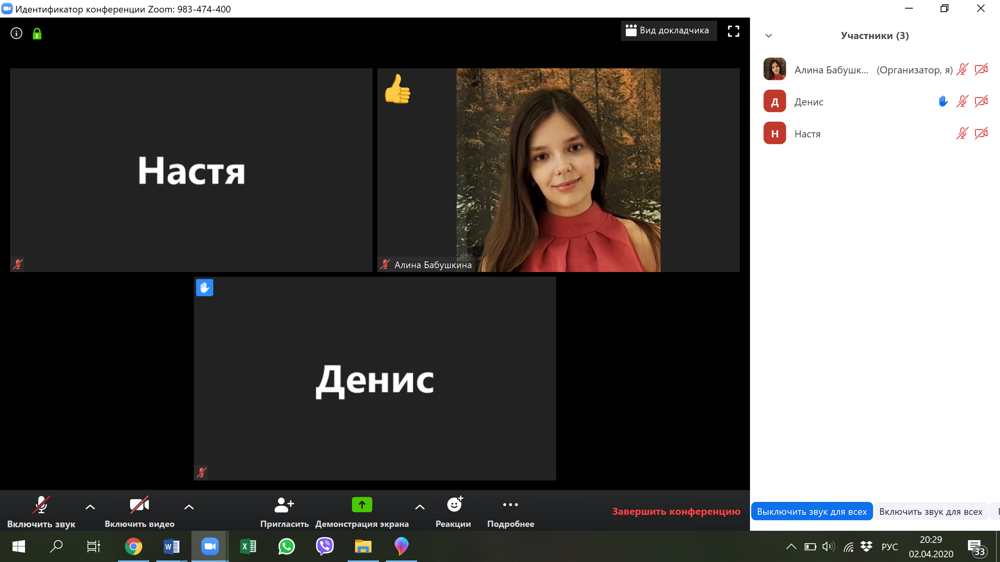 Идентификатор конференции Zoom: 983-474-400
Вид докладчика
Участники (3)
Алина Бабушк... (Организатор, я)
Д Денис
Н Настя
Настя
Алина Бабушкина
Денис
Включить звук
Включить видео
Пригласить
Демонстрация экрана
Реакции
Подробнее
Завершить конференцию
Выключить звук для всех
Включить звук для всех
РУС
20:29
02.04.2020
33